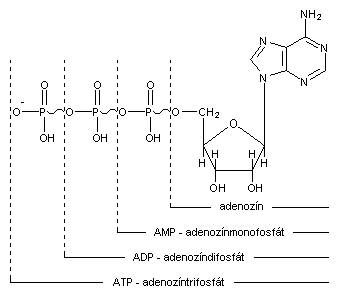 NH2
N N
N N
O O O
-O P O P O P O CH2
OH OH OH O
H H
H H
OH OH
adenozín
AMP - adenozínmonofosfát
ADP - adenozíndifosfát
ATP - adenozíntrifosfát